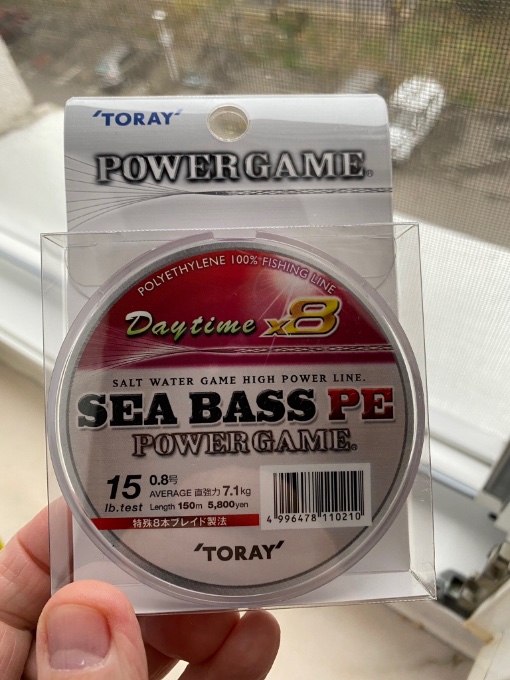 'TORAY'
POWERGAME®
POLYETHYLENE 100% FISHING LINE
Daytime x8
SALT WATER GAME HIGH POWER LINE.
SEA BASS PE
POWERGAME®
15 lb.test
0.8号
AVERAGE 直強力 7.1kg
Length 150m 5,800yen
特殊8本ブレイド製法
4 996478 110210
'TORAY'